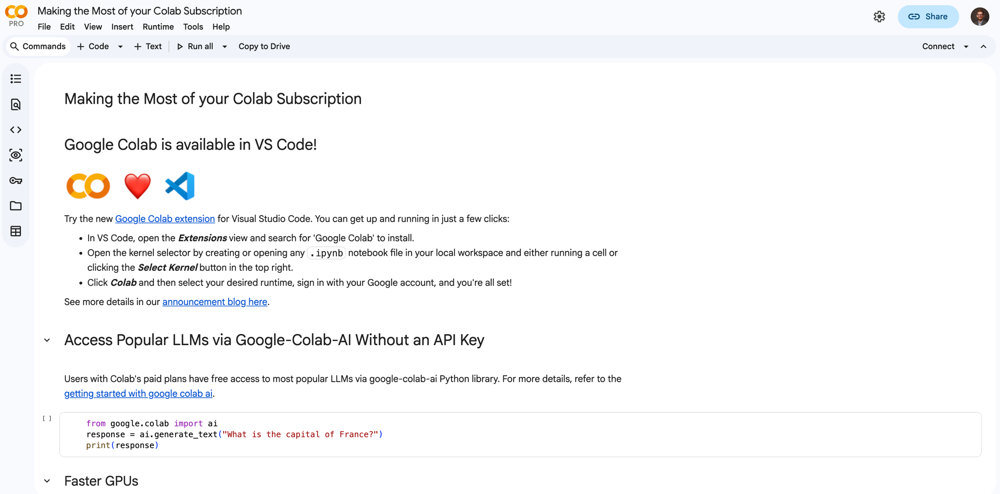 Making the Most of your Colab Subscription
PRO
File Edit View Insert Runtime Tools Help
Share
Commands + Code + Text Run all Copy to Drive Connect
Making the Most of your Colab Subscription
Google Colab is available in VS Code!
Try the new Google Colab extension for Visual Studio Code. You can get up and running in just a few clicks:
• In VS Code, open the Extensions view and search for 'Google Colab' to install.
• Open the kernel selector by creating or opening any .ipynb notebook file in your local workspace and either running a cell or
clicking the Select Kernel button in the top right.
• Click Colab and then select your desired runtime, sign in with your Google account, and you're all set!
See more details in our announcement blog here.
Access Popular LLMs via Google-Colab-AI Without an API Key
Users with Colab's paid plans have free access to most popular LLMs via google-colab-ai Python library. For more details, refer to the
getting started with google colab ai.
[ ] from google.colab import ai
response = ai.generate_text("What is the capital of France?")
print(response)
Faster GPUs